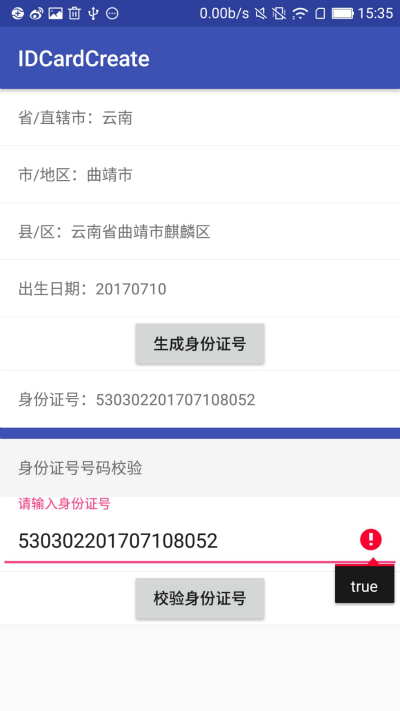 0.00b/s 15:35
IDCardCreate
省/直辖市：云南
市/地区：曲靖市
县/区：云南省曲靖市麒麟区
出生日期：20170710
生成身份证号
身份证号：530302201707108052
身份证号号码校验
请输入身份证号
530302201707108052
true
校验身份证号